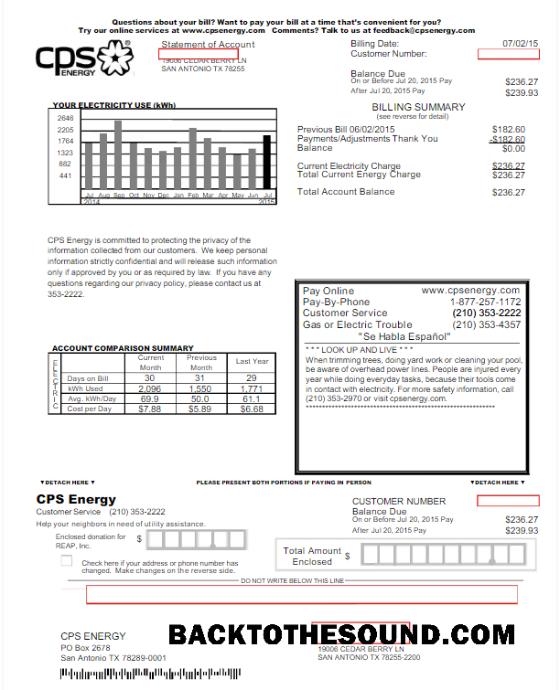 Questions about your bill? Want to pay your bill at a time that's convenient for you?
Try our online services at www.cpsenergy.com Comments? Talk to us at feedback@cpsenergy.com
cps
ENERGY
Statement of Account
19006 CEDAR BERRY LN
SAN ANTONIO TX 78255
Billing Date: 07/02/15
Customer Number:
Balance Due
On or Before Jul 20, 2015 Pay $236.27
After Jul 20, 2015 Pay $239.93
YOUR ELECTRICITY USE (kWh)
2646
2205
1764
1323
882
441
Jul Aug Sep Oct Nov Dec Jan Feb Mar Apr May Jun Jul
2014 2015
BILLING SUMMARY
(see reverse for detail)
Previous Bill 06/02/2015 $182.60
Payments/Adjustments Thank You -$182.60
Balance $0.00
Current Electricity Charge $236.27
Total Current Energy Charge $236.27
Total Account Balance $236.27
CPS Energy is committed to protecting the privacy of the
information collected from our customers. We keep personal
information strictly confidential and will release such information
only if approved by you or as required by law. If you have any
questions regarding our privacy policy, please contact us at
353-2222.
Pay Online www.cpsenergy.com
Pay-By-Phone 1-877-257-1172
Customer Service (210) 353-2222
Gas or Electric Trouble (210) 353-4357
"Se Habla Español"
* * * LOOK UP AND LIVE * * *
When trimming trees, doing yard work or cleaning your pool,
be aware of overhead power lines. People are injured every
year while doing everyday tasks, because their tools come
in contact with electricity. For more safety information, call
(210) 353-2970 or visit cpsenergy.com.
ACCOUNT COMPARISON SUMMARY
ELECTRIC
Current Month Previous Month Last Year
Days on Bill 30 31 29
kWh Used 2,096 1,550 1,771
Avg. kWh/Day 69.9 50.0 61.1
Cost per Day $7.88 $5.89 $6.68
▼DETACH HERE▼ PLEASE PRESENT BOTH PORTIONS IF PAYING IN PERSON ▼DETACH HERE▼
CPS Energy
Customer Service (210) 353-2222
Help your neighbors in need of utility assistance.
Enclosed donation for
REAP, Inc. $
Check here if your address or phone number has
changed. Make changes on the reverse side.
CUSTOMER NUMBER
Balance Due
On or Before Jul 20, 2015 Pay $236.27
After Jul 20, 2015 Pay $239.93
Total Amount
Enclosed $
DO NOT WRITE BELOW THIS LINE
CPS ENERGY
PO Box 2678
San Antonio TX 78289-0001
BACKTOTHESOUND.COM
19006 CEDAR BERRY LN
SAN ANTONIO TX 78255-2200